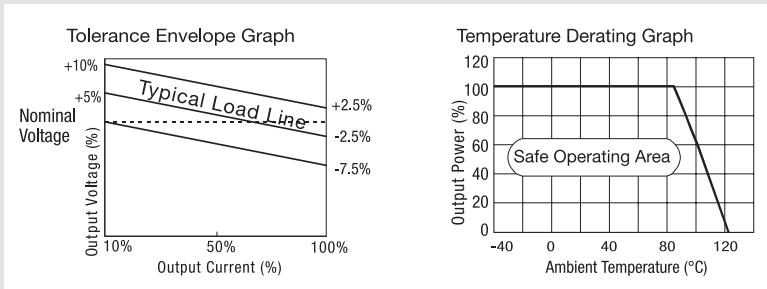 Tolerance Envelope Graph
+10%
+5%
Nominal
Voltage
Output Voltage (%)
Typical Load Line
+2.5%
-2.5%
-7.5%
10%
50%
100%
Output Current (%)
Temperature Derating Graph
120
100
80
60
40
20
0
Output Power (%)
Safe Operating Area
-40
0
40
80
120
Ambient Temperature (°C)